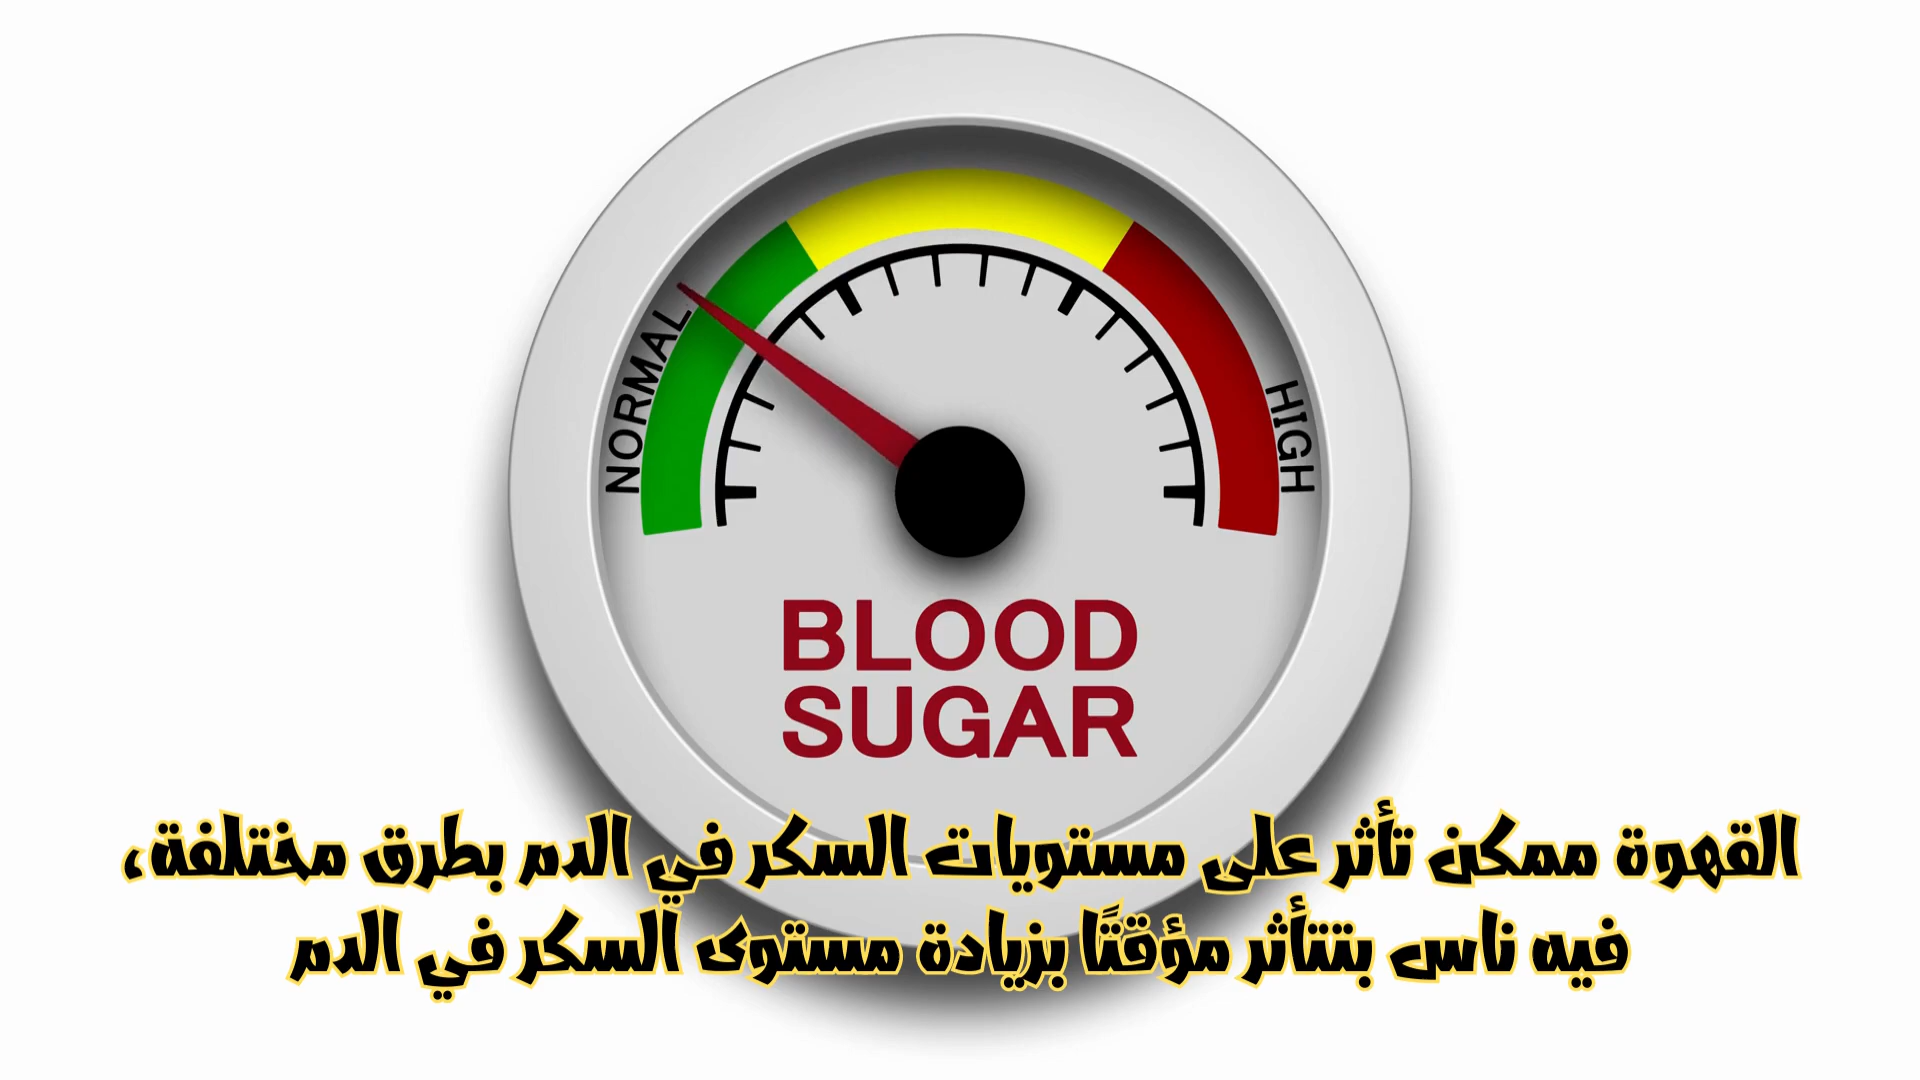 NORMAL
HIGH
BLOOD
SUGAR
القهوة ممكن تأثر على مستويات السكر في الدم بطرق مختلفة،
فيه ناس بتتأثر مؤقتًا بزيادة مستوى السكر في الدم